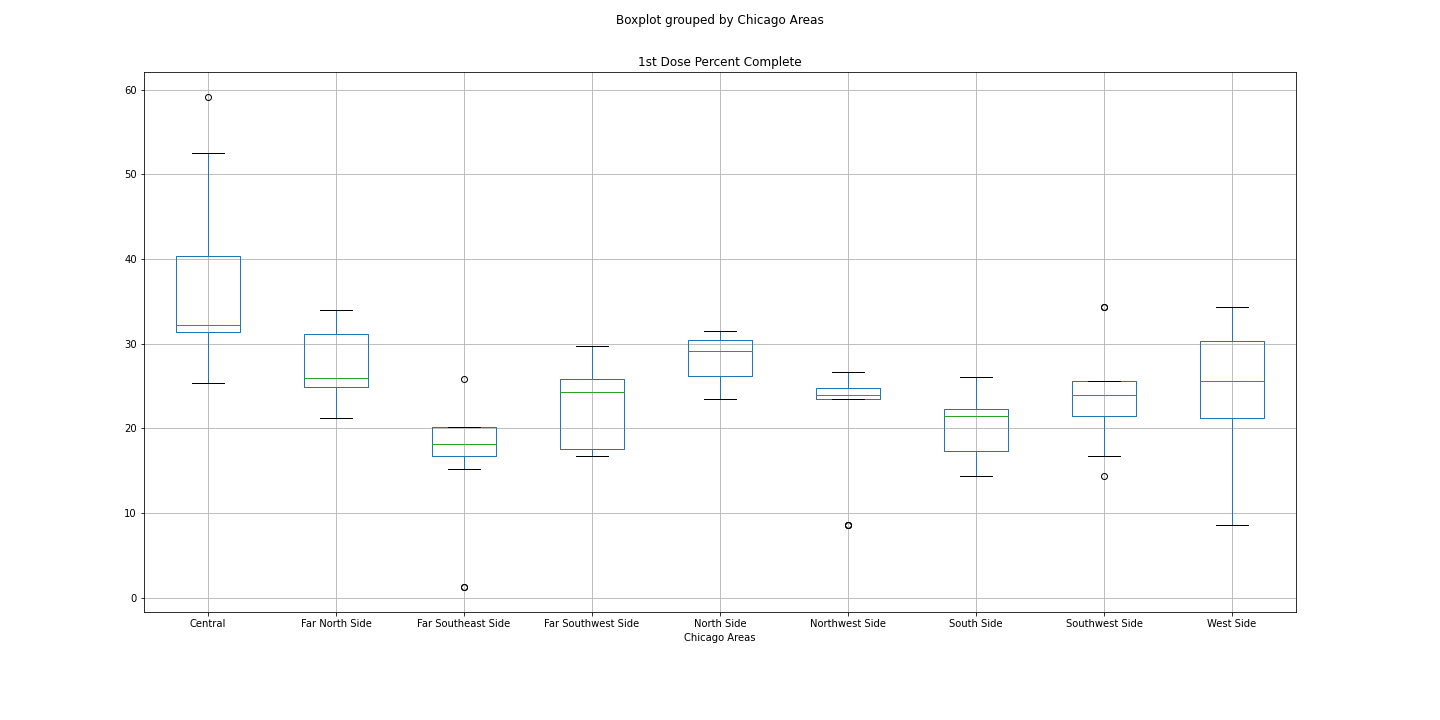 Boxplot grouped by Chicago Areas
1st Dose Percent Complete
60
50
40
30
20
10
0
Central Far North Side Far Southeast Side Far Southwest Side North Side Northwest Side South Side Southwest Side West Side
Chicago Areas